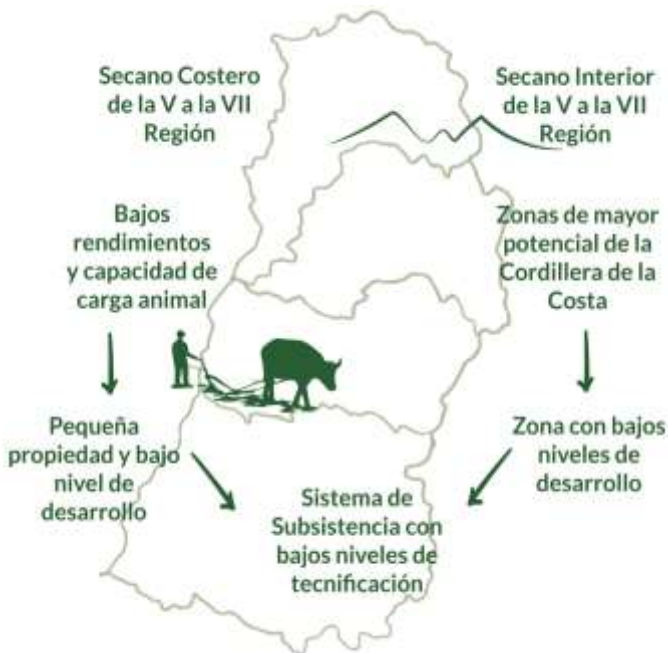 Secano Costero
de la V a la VII
Región
Secano Interior
de la V a la VII
Región
Bajos
rendimientos
y capacidad de
carga animal
Zonas de mayor
potencial de la
Cordillera de la
Costa
Pequeña
propiedad y bajo
nivel de
desarrollo
Zona con bajos
niveles de
desarrollo
Sistema de
Subsistencia con
bajos niveles de
tecnificación